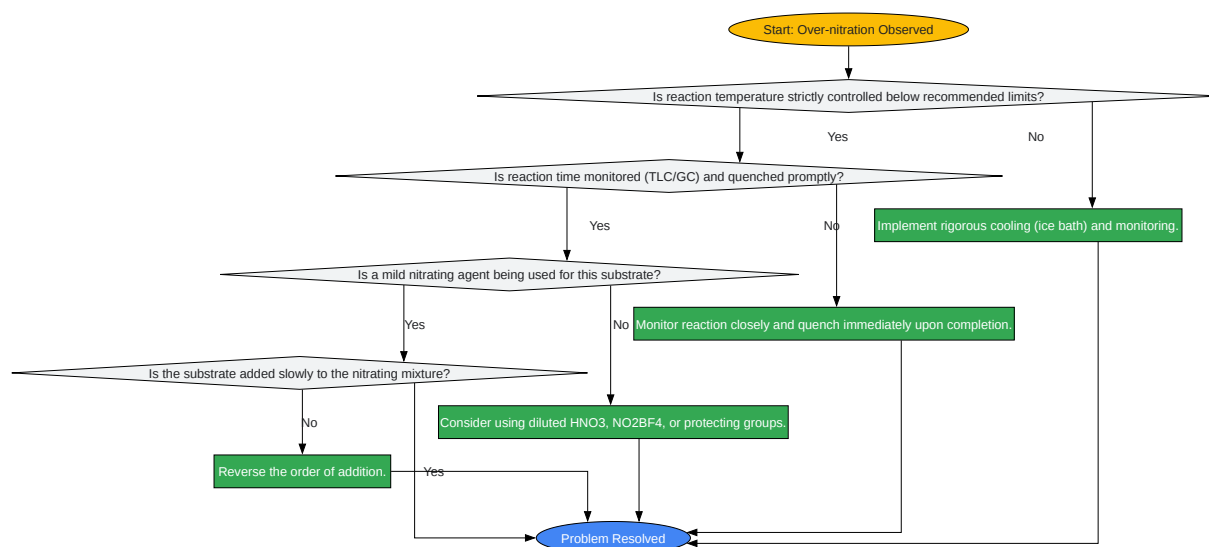 Start: Over-nitration Observed
Is reaction temperature strictly controlled below recommended limits?
Yes
No
Is reaction time monitored (TLC/GC) and quenched promptly?
Yes
No
Implement rigorous cooling (ice bath) and monitoring.
Is a mild nitrating agent being used for this substrate?
Yes
No
Monitor reaction closely and quench immediately upon completion.
Is the substrate added slowly to the nitrating mixture?
No
Consider using diluted HNO3, NO2BF4, or protecting groups.
Reverse the order of addition.
Yes
Problem Resolved